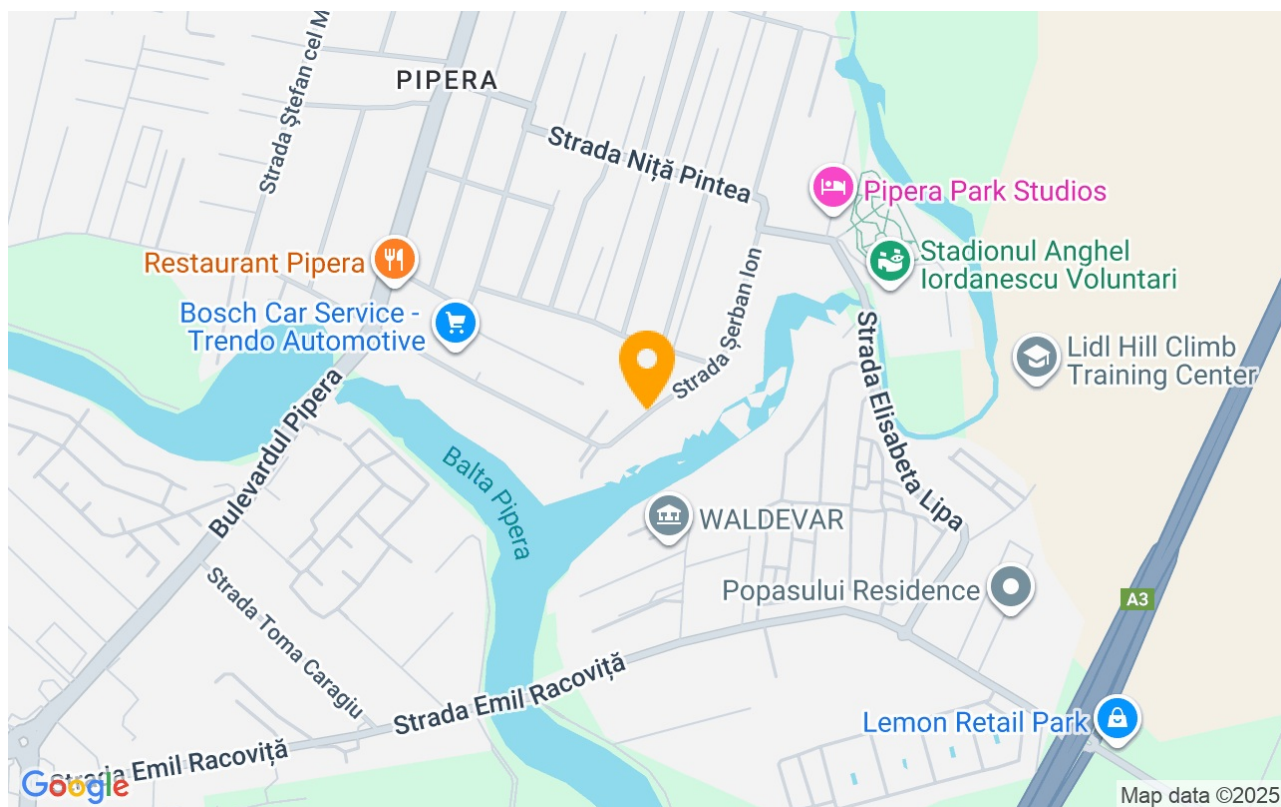 Strada Ștefan cel M
PIPERA
Strada Niță Pintea
Pipera Park Studios
Restaurant Pipera
Stadionul Anghel
Iordanescu Voluntari
Strada Șerban Ion
Bosch Car Service -
Trendo Automotive
Strada Elisabeta Lipa
Lidl Hill Climb
Training Center
Bulevardul Pipera
Balta Pipera
WALDEVAR
Popasului Residence
A3
Strada Toma Caragiu
Strada Emil Racoviță
Lemon Retail Park
Strada Emil Racoviță
Google
Map data ©2025